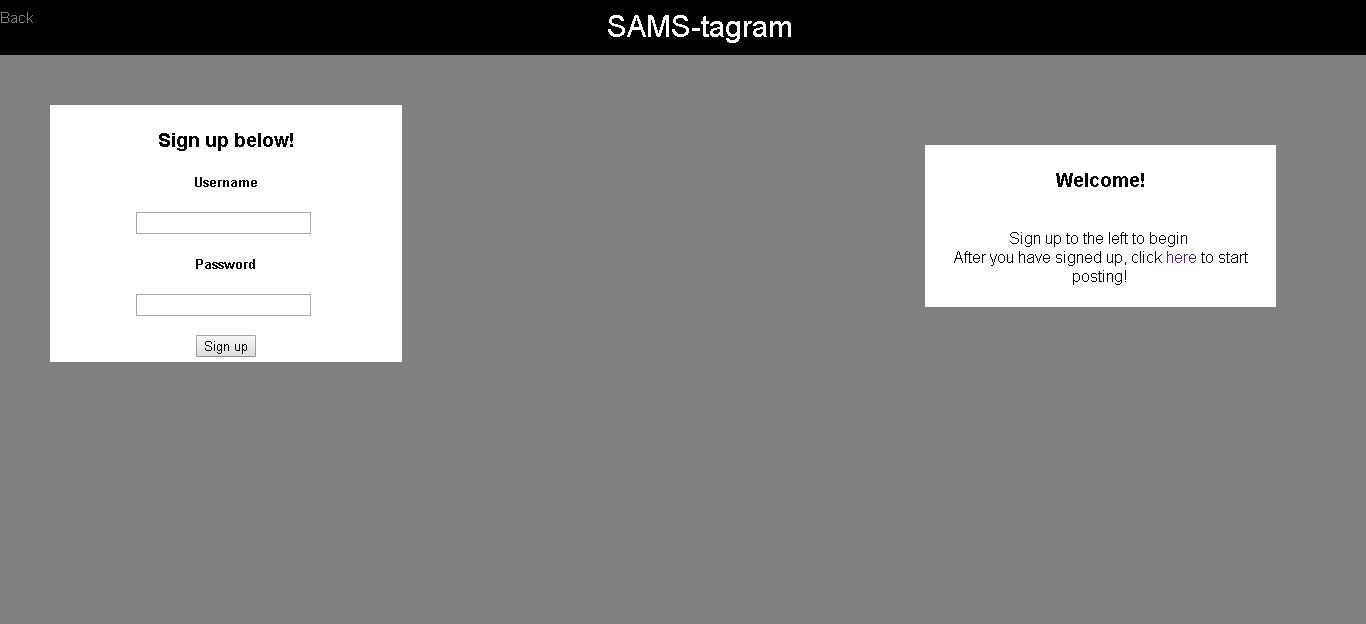 Back
SAMS-tagram
Sign up below!
Username
Password
Sign up
Welcome!
Sign up to the left to begin
After you have signed up, click here to start
posting!